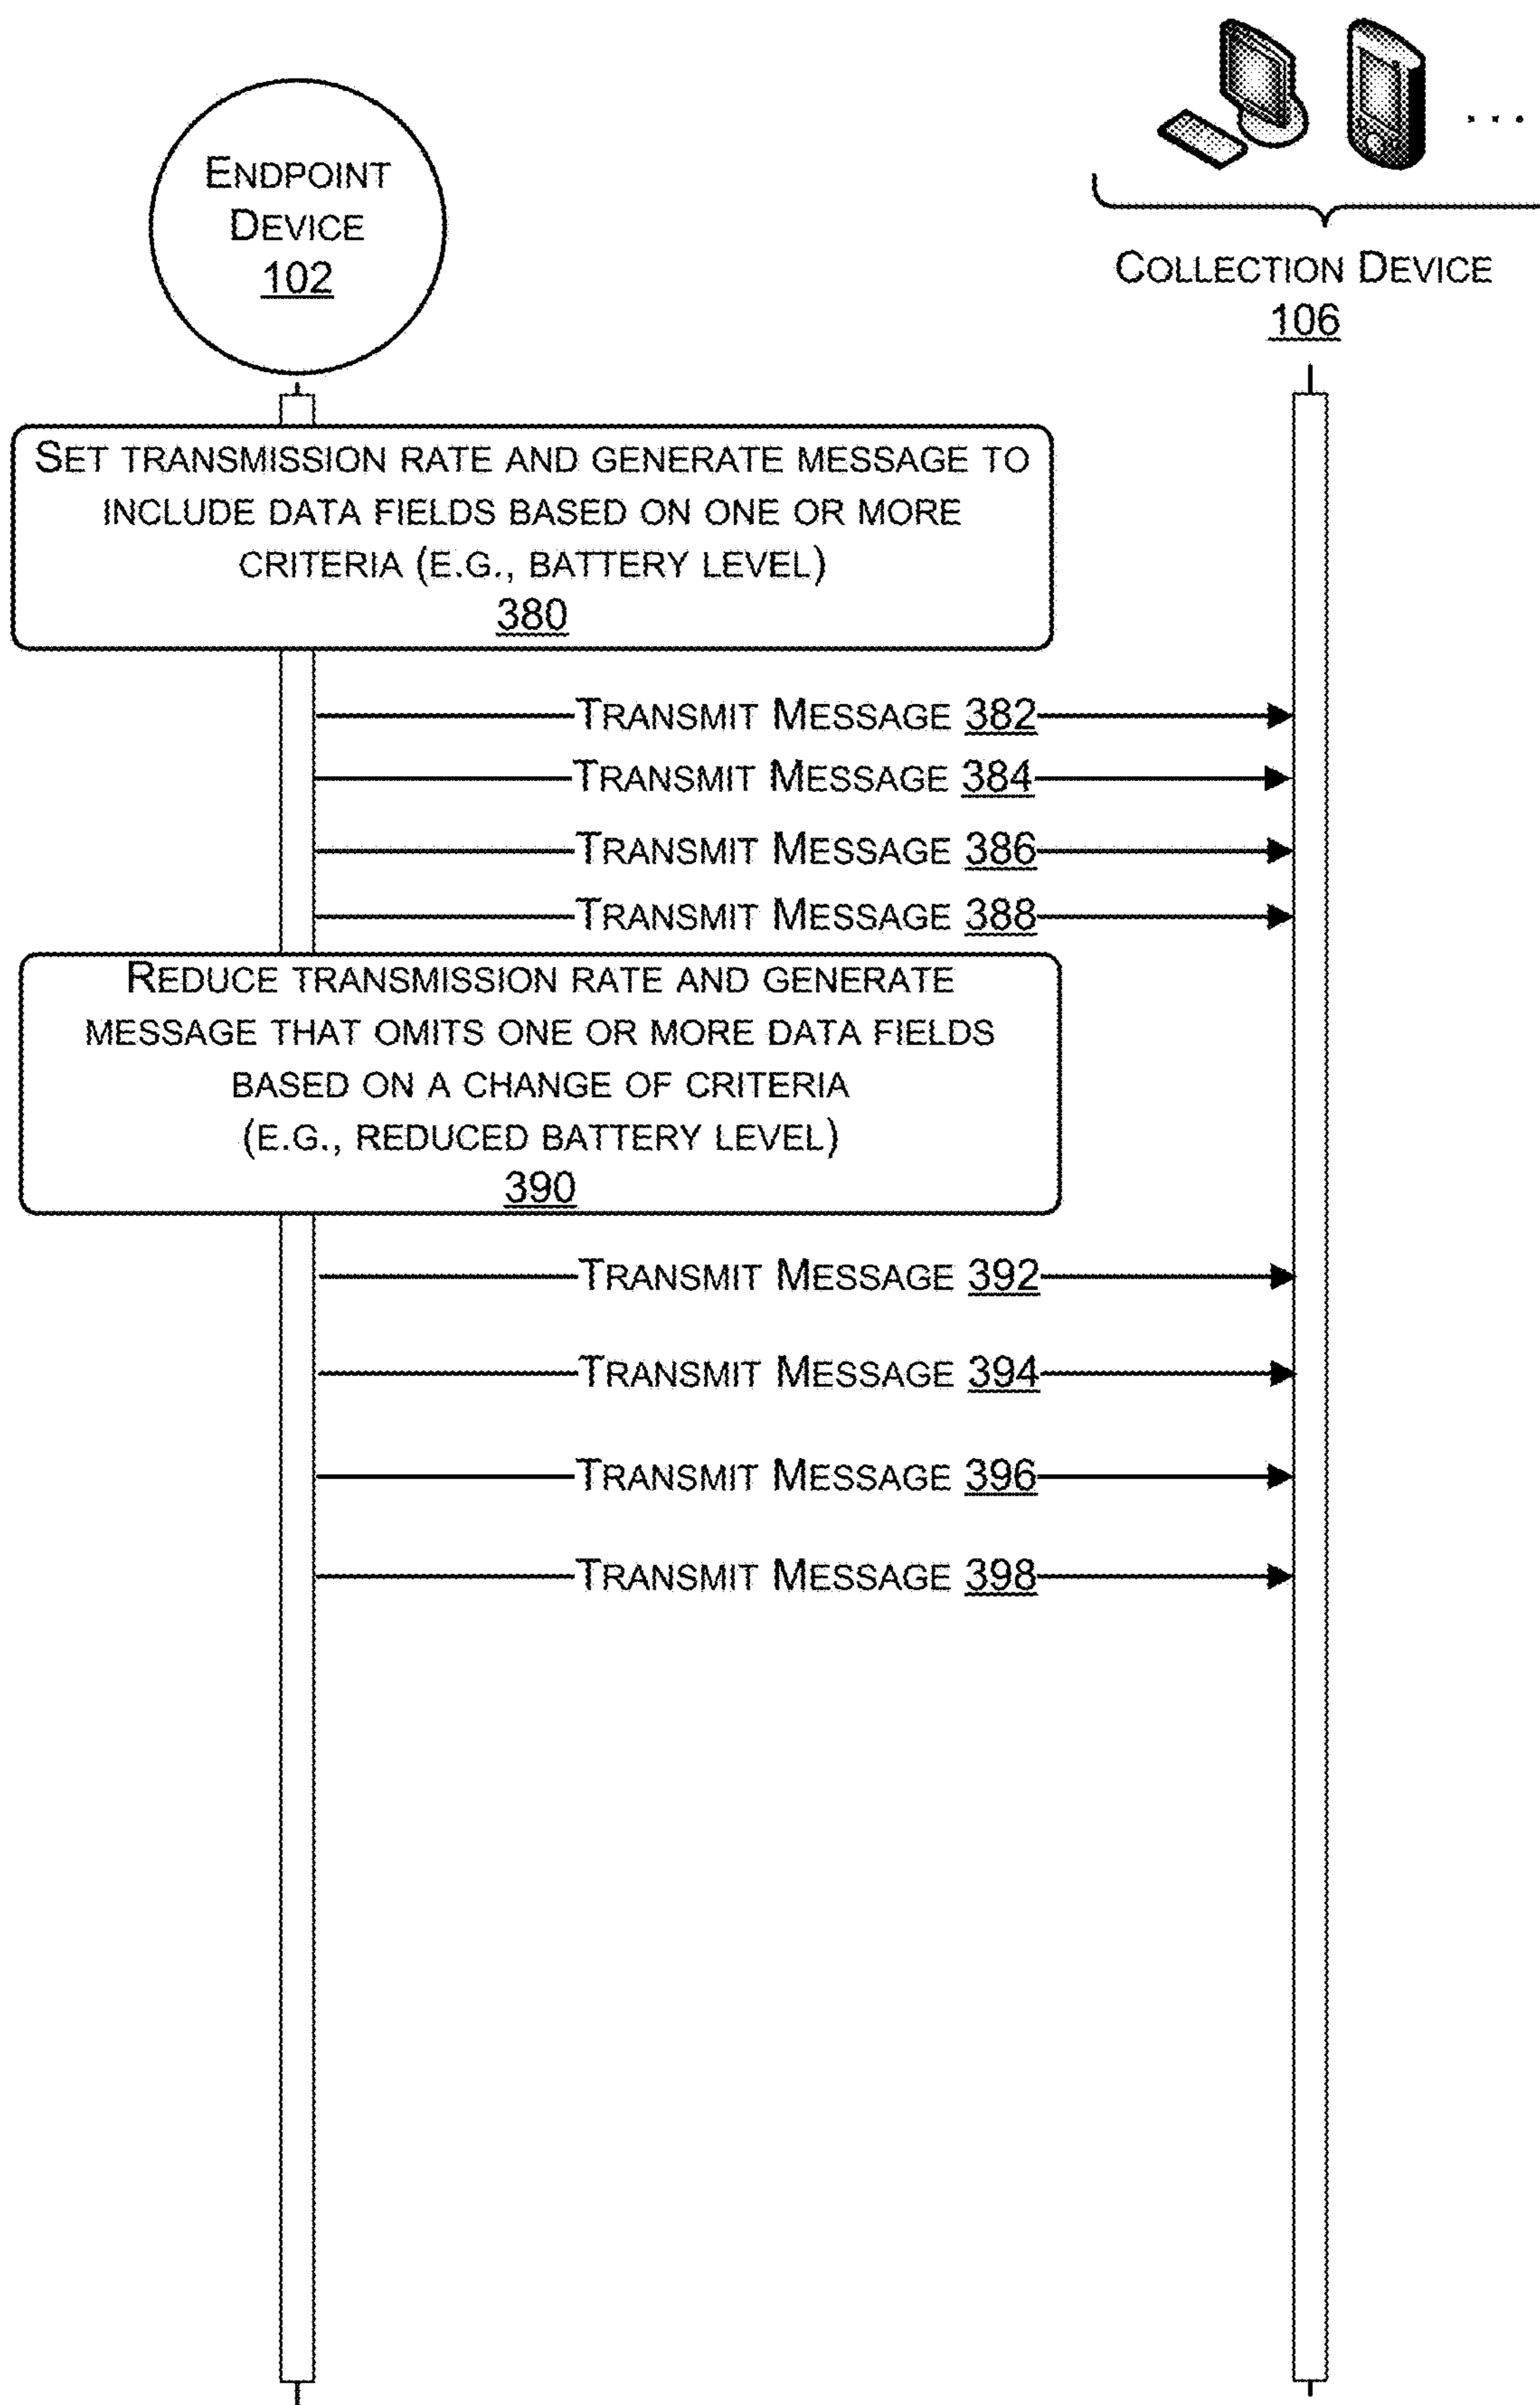 ENDPOINT
DEVICE
102
. . .
COLLECTION DEVICE
106
SET TRANSMISSION RATE AND GENERATE MESSAGE TO
INCLUDE DATA FIELDS BASED ON ONE OR MORE
CRITERIA (E.G., BATTERY LEVEL)
380
TRANSMIT MESSAGE 382
TRANSMIT MESSAGE 384
TRANSMIT MESSAGE 386
TRANSMIT MESSAGE 388
REDUCE TRANSMISSION RATE AND GENERATE
MESSAGE THAT OMITS ONE OR MORE DATA FIELDS
BASED ON A CHANGE OF CRITERIA
(E.G., REDUCED BATTERY LEVEL)
390
TRANSMIT MESSAGE 392
TRANSMIT MESSAGE 394
TRANSMIT MESSAGE 396
TRANSMIT MESSAGE 398